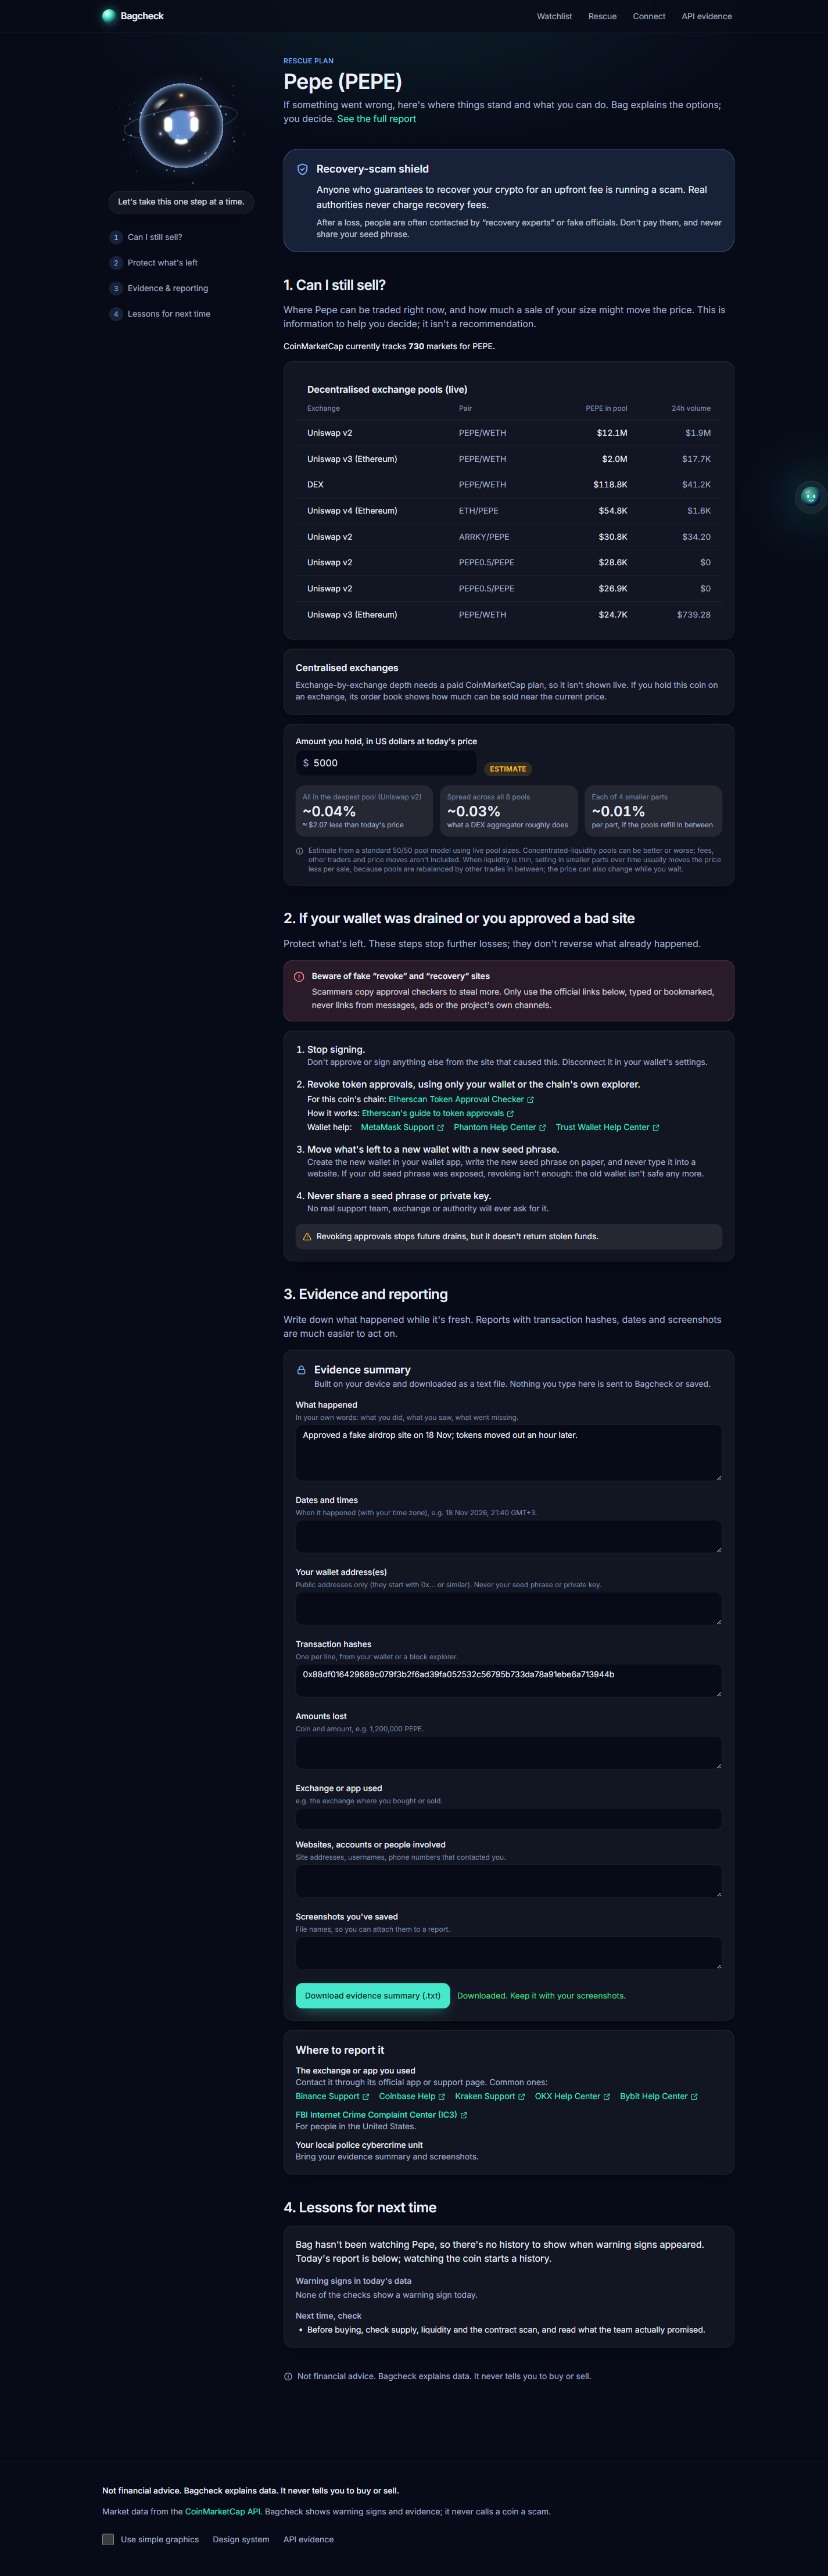 Bagcheck
Watchlist
Rescue
Connect
API evidence
Let's take this one step at a time.
1 Can I still sell?
2 Protect what's left
3 Evidence & reporting
4 Lessons for next time
RESCUE PLAN
Pepe (PEPE)
If something went wrong, here's where things stand and what you can do. Bag explains the options;
you decide. See the full report
Recovery-scam shield
Anyone who guarantees to recover your crypto for an upfront fee is running a scam. Real
authorities never charge recovery fees.
After a loss, people are often contacted by “recovery experts” or fake officials. Don't pay them, and never
share your seed phrase.
1. Can I still sell?
Where Pepe can be traded right now, and how much a sale of your size might move the price. This is
information to help you decide; it isn't a recommendation.
CoinMarketCap currently tracks 730 markets for PEPE.
Decentralised exchange pools (live)
Exchange Pair PEPE in pool 24h volume
Uniswap v2 PEPE/WETH $12.1M $1.9M
Uniswap v3 (Ethereum) PEPE/WETH $2.0M $17.7K
DEX PEPE/WETH $118.8K $41.2K
Uniswap v4 (Ethereum) ETH/PEPE $54.8K $1.6K
Uniswap v2 ARRKY/PEPE $30.8K $34.20
Uniswap v2 PEPE0.5/PEPE $28.6K $0
Uniswap v2 PEPE0.5/PEPE $26.9K $0
Uniswap v3 (Ethereum) PEPE/WETH $24.7K $739.28
Centralised exchanges
Exchange-by-exchange depth needs a paid CoinMarketCap plan, so it isn't shown live. If you hold this coin on
an exchange, its order book shows how much can be sold near the current price.
Amount you hold, in US dollars at today's price
$ 5000
ESTIMATE
All in the deepest pool (Uniswap v2)
~0.04%
≈ $2.07 less than today's price
Spread across all 8 pools
~0.03%
what a DEX aggregator roughly does
Each of 4 smaller parts
~0.01%
per part, if the pools refill in between
Estimate from a standard 50/50 pool model using live pool sizes. Concentrated-liquidity pools can be better or worse; fees,
other traders and price moves aren't included. When liquidity is thin, selling in smaller parts over time usually moves the price
less per sale, because pools are rebalanced by other trades in between; the price can also change while you wait.
2. If your wallet was drained or you approved a bad site
Protect what's left. These steps stop further losses; they don't reverse what already happened.
Beware of fake “revoke” and “recovery” sites
Scammers copy approval checkers to steal more. Only use the official links below, typed or bookmarked,
never links from messages, ads or the project's own channels.
1. Stop signing.
Don't approve or sign anything else from the site that caused this. Disconnect it in your wallet's settings.
2. Revoke token approvals, using only your wallet or the chain's own explorer.
For this coin's chain: Etherscan Token Approval Checker
How it works: Etherscan's guide to token approvals
Wallet help: MetaMask Support Phantom Help Center Trust Wallet Help Center
3. Move what's left to a new wallet with a new seed phrase.
Create the new wallet in your wallet app, write the new seed phrase on paper, and never type it into a
website. If your old seed phrase was exposed, revoking isn't enough: the old wallet isn't safe any more.
4. Never share a seed phrase or private key.
No real support team, exchange or authority will ever ask for it.
Revoking approvals stops future drains, but it doesn't return stolen funds.
3. Evidence and reporting
Write down what happened while it's fresh. Reports with transaction hashes, dates and screenshots
are much easier to act on.
Evidence summary
Built on your device and downloaded as a text file. Nothing you type here is sent to Bagcheck or saved.
What happened
In your own words: what you did, what you saw, what went missing.
Approved a fake airdrop site on 18 Nov; tokens moved out an hour later.
Dates and times
When it happened (with your time zone), e.g. 18 Nov 2026, 21:40 GMT+3.
Your wallet address(es)
Public addresses only (they start with 0x… or similar). Never your seed phrase or private key.
Transaction hashes
One per line, from your wallet or a block explorer.
0x88df016429689c079f3b2f6ad39fa052532c56795b733da78a91ebe6a713944b
Amounts lost
Coin and amount, e.g. 1,200,000 PEPE.
Exchange or app used
e.g. the exchange where you bought or sold.
Websites, accounts or people involved
Site addresses, usernames, phone numbers that contacted you.
Screenshots you've saved
File names, so you can attach them to a report.
Download evidence summary (.txt)
Downloaded. Keep it with your screenshots.
Where to report it
The exchange or app you used
Contact it through its official app or support page. Common ones:
Binance Support Coinbase Help Kraken Support OKX Help Center Bybit Help Center
FBI Internet Crime Complaint Center (IC3)
For people in the United States.
Your local police cybercrime unit
Bring your evidence summary and screenshots.
4. Lessons for next time
Bag hasn't been watching Pepe, so there's no history to show when warning signs appeared.
Today's report is below; watching the coin starts a history.
Warning signs in today's data
None of the checks show a warning sign today.
Next time, check
• Before buying, check supply, liquidity and the contract scan, and read what the team actually promised.
Not financial advice. Bagcheck explains data. It never tells you to buy or sell.
Not financial advice. Bagcheck explains data. It never tells you to buy or sell.
Market data from the CoinMarketCap API. Bagcheck shows warning signs and evidence; it never calls a coin a scam.
Use simple graphics
Design system
API evidence